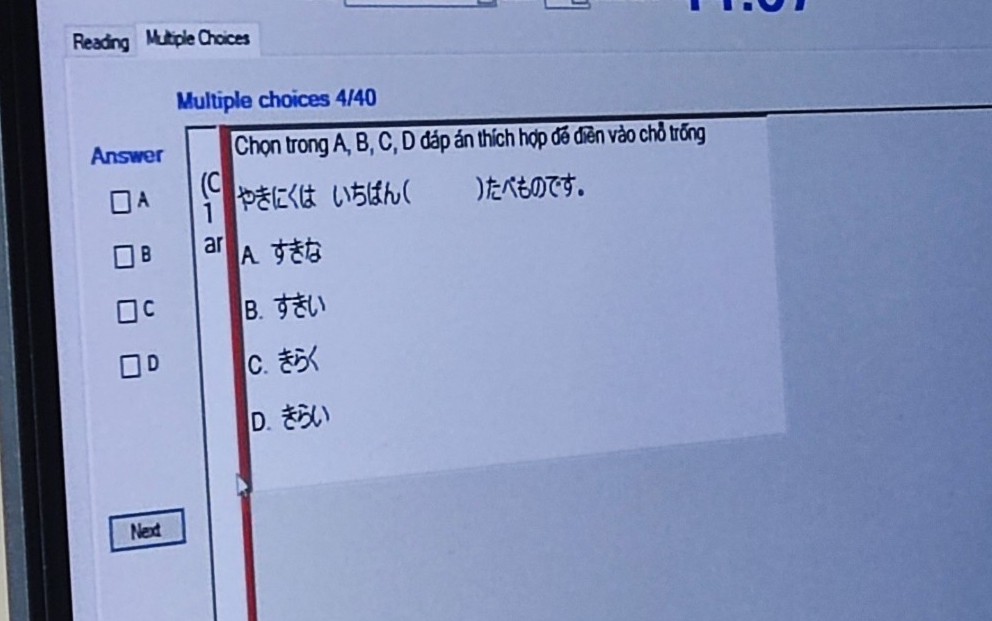 Reading
Multiple Choices
Multiple choices 4/40
Answer
A
B
C
D
Next
(C
1
ar
Chọn trong A, B, C, D đáp án thích hợp để điền vào chỗ trống
やきにくは いちばん( )たべものです。
A. すきな
B. すきい
C. きらく
D. きらい